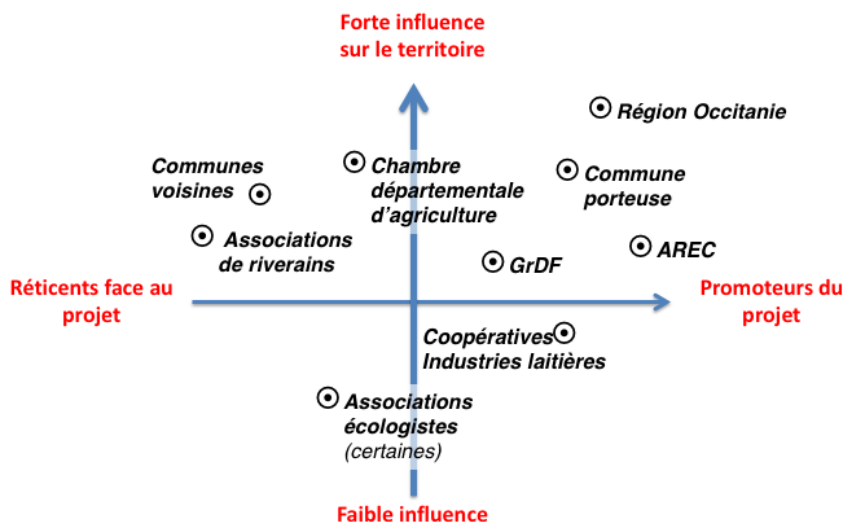 Forte influence
sur le territoire
Région Occitanie
Communes
voisines
Chambre
départementale
d'agriculture
Commune
porteuse
Associations
de riverains
GrDF
AREC
Réticents face au
projet
Promoteurs du
projet
Coopératives
Industries laitières
Associations
écologistes
(certaines)
Faible influence